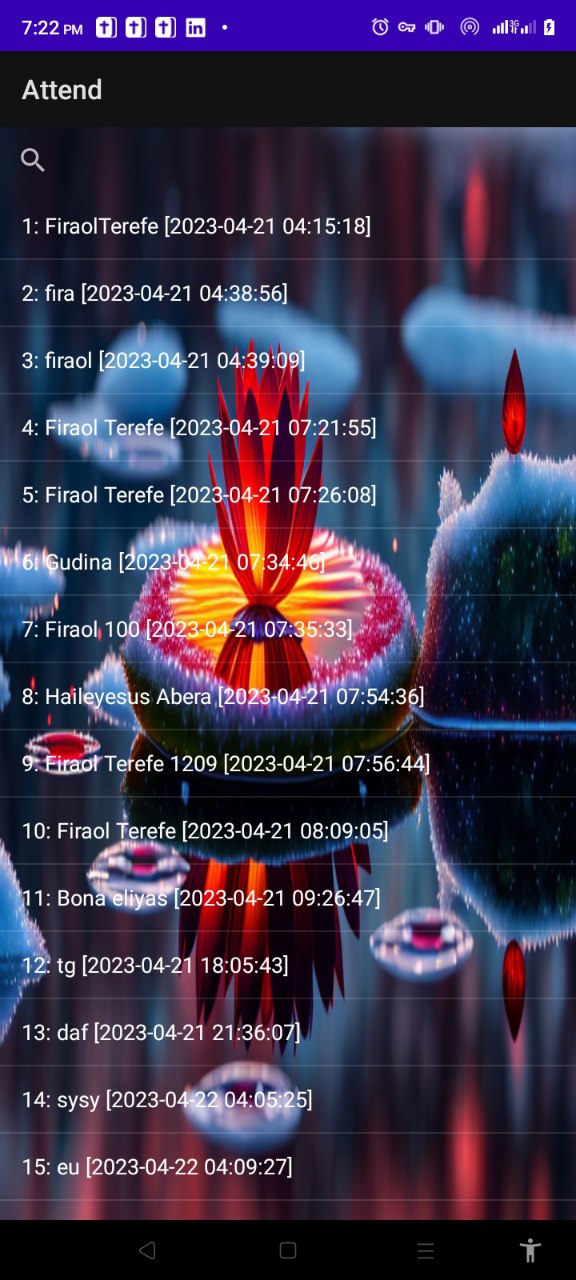 7:22 PM
Attend
1: FiraolTerefe [2023-04-21 04:15:18]
2: fira [2023-04-21 04:38:56]
3: firaol [2023-04-21 04:39:09]
4: Firaol Terefe [2023-04-21 07:21:55]
5: Firaol Terefe [2023-04-21 07:26:08]
6: Gudina [2023-04-21 07:34:46]
7: Firaol 100 [2023-04-21 07:35:33]
8: Haileyesus Abera [2023-04-21 07:54:36]
9: Firaol Terefe 1209 [2023-04-21 07:56:44]
10: Firaol Terefe [2023-04-21 08:09:05]
11: Bona eliyas [2023-04-21 09:26:47]
12: tg [2023-04-21 18:05:43]
13: daf [2023-04-21 21:36:07]
14: sysy [2023-04-22 04:05:25]
15: eu [2023-04-22 04:09:27]